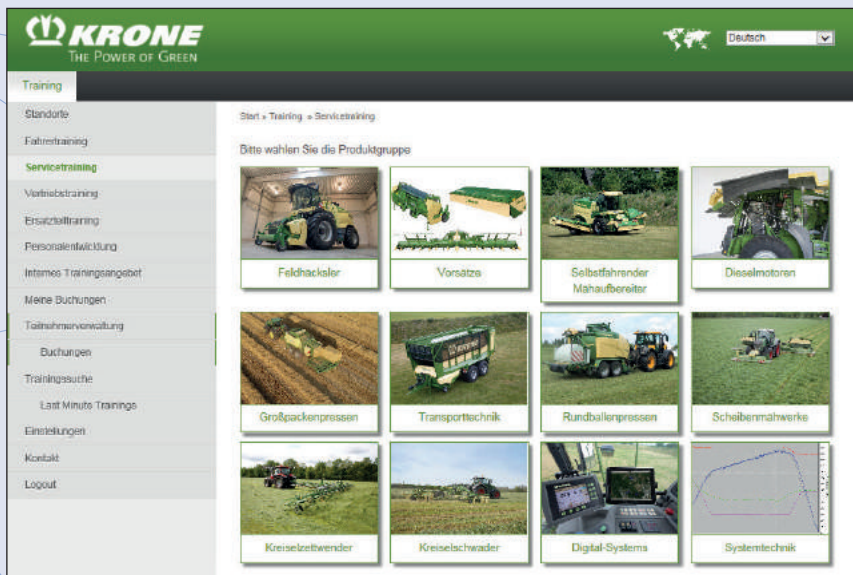 KRONE
THE POWER OF GREEN
Deutsch
Training
Standorte
Fahrertraining
Servicetraining
Vertriebstraining
Ersatzteiltraining
Personalentwicklung
Internes Trainingsangebot
Meine Buchungen
Teilnehmerverwaltung
Buchungen
Trainingssuche
Last Minute Trainings
Einstellungen
Kontakt
Logout
Start » Training » Servicetraining
Bitte wählen Sie die Produktgruppe
Feldhäcksler
Vorsätze
Selbstfahrender
Mähaufbereiter
Dieselmotoren
Großpackenpressen
Transporttechnik
Rundballenpressen
Scheibenmähwerke
Kreiselzettwender
Kreiselschwader
Digital-Systems
Systemtechnik